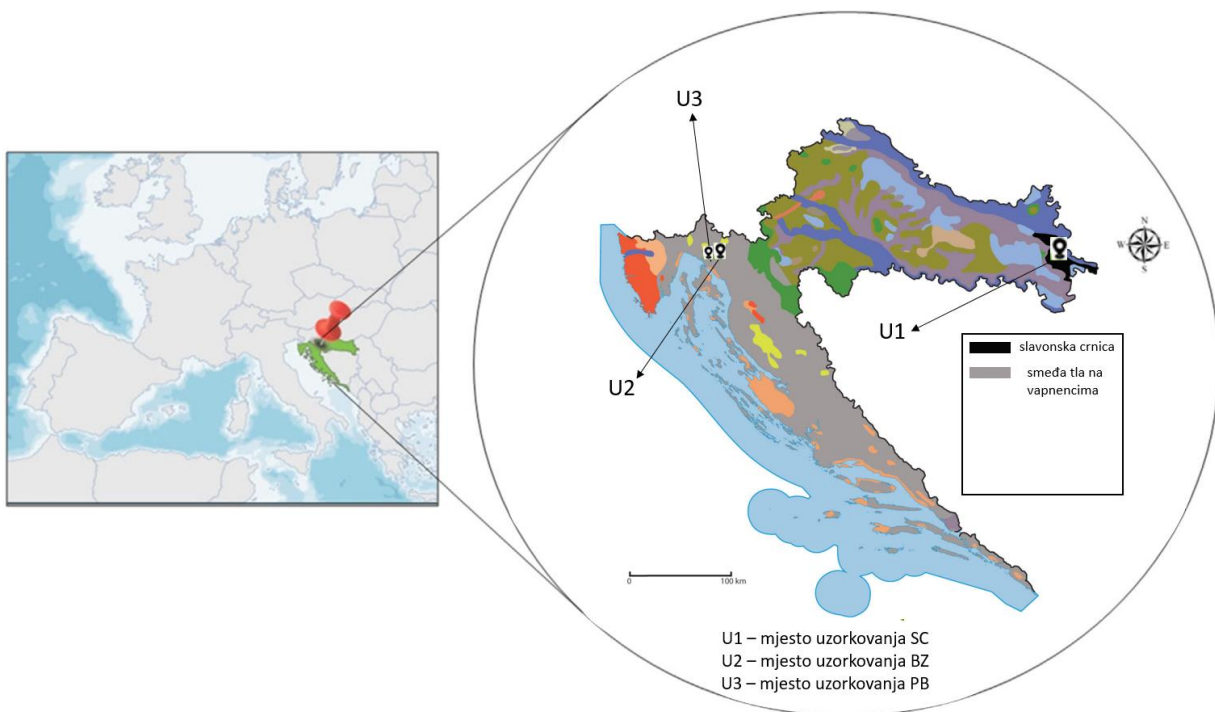 U3
N
W
E
S
U1
U2
slavonska crnica
smeđa tla na
vapnencima
0
100 km
U1 – mjesto uzorkovanja SC
U2 – mjesto uzorkovanja BZ
U3 – mjesto uzorkovanja PB